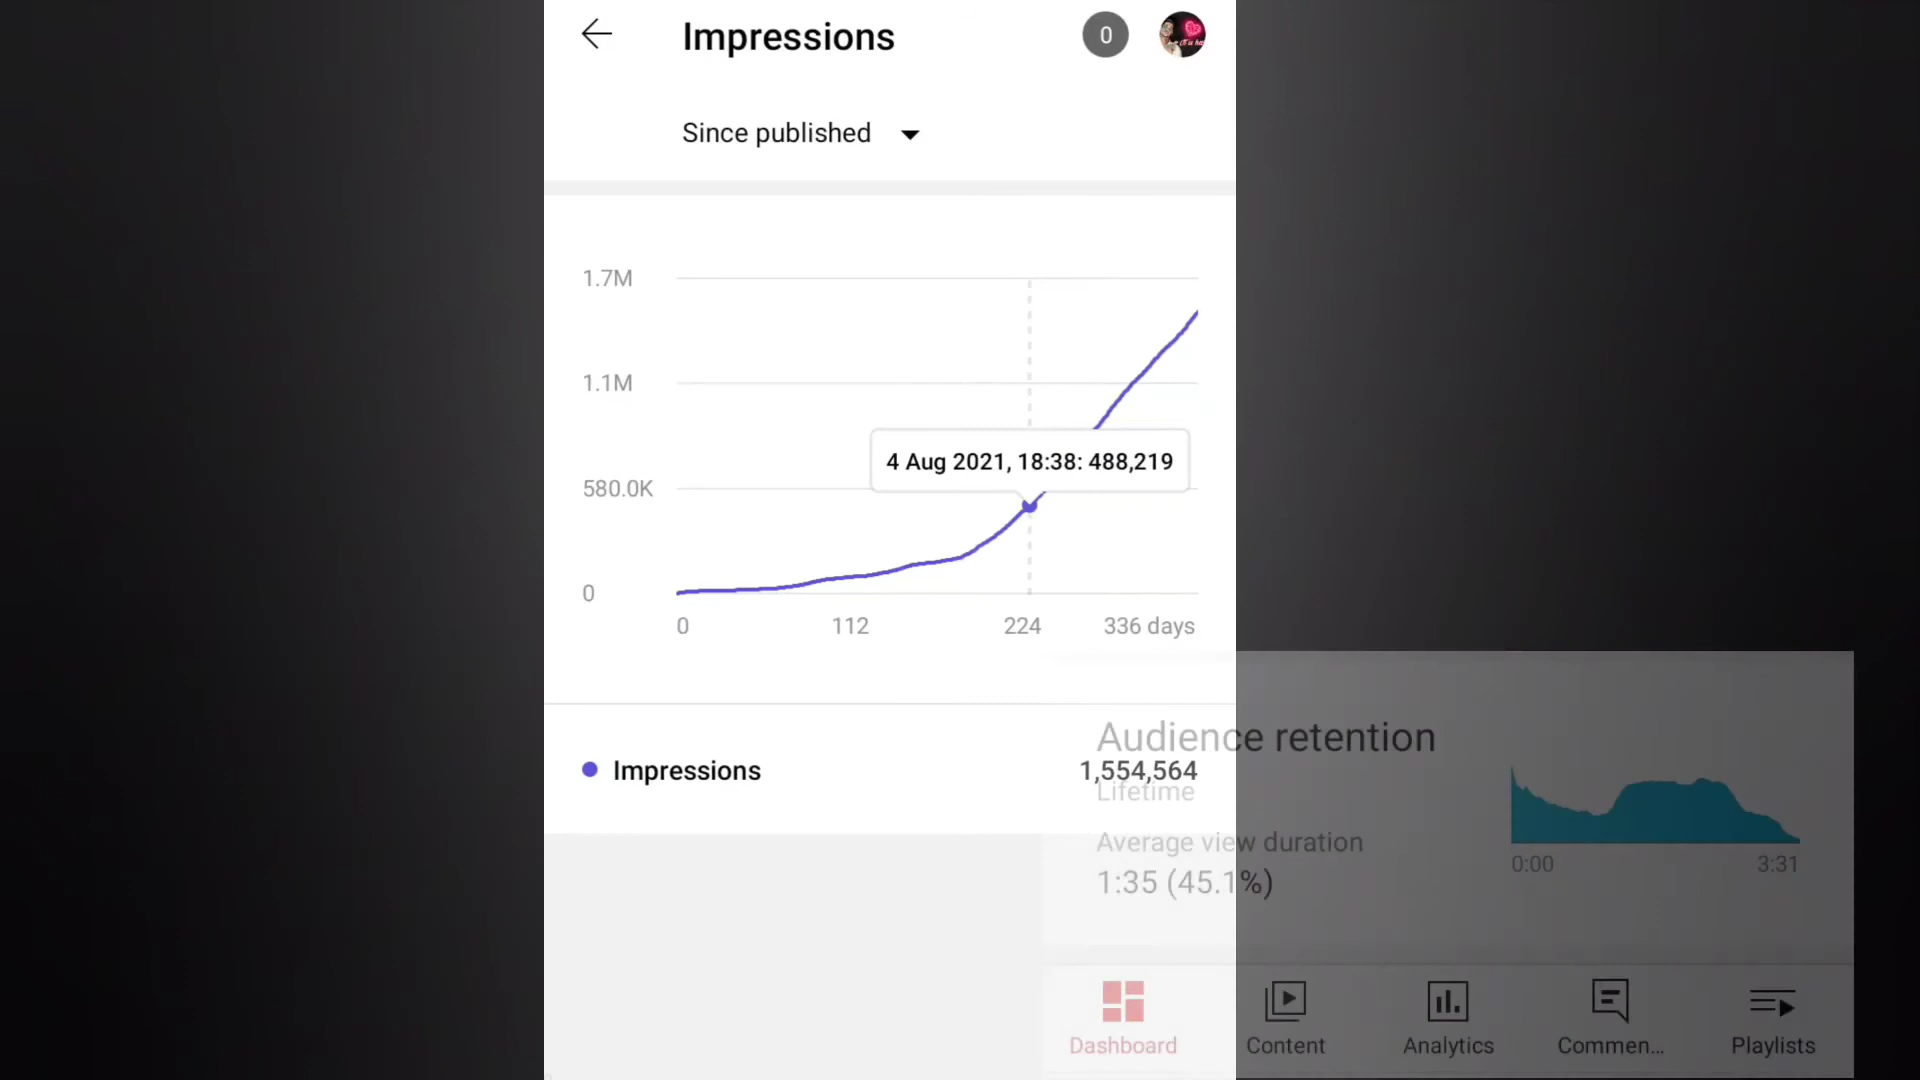 Impressions
0
Since published
1.7M
1.1M
4 Aug 2021, 18:38: 488,219
580.0K
0
0 112 224 336 days
Audience retention
Impressions 1,554,564
Lifetime
Average view duration
0:00 3:31
1:35 (45.1%)
Dashboard Content Analytics Commen... Playlists